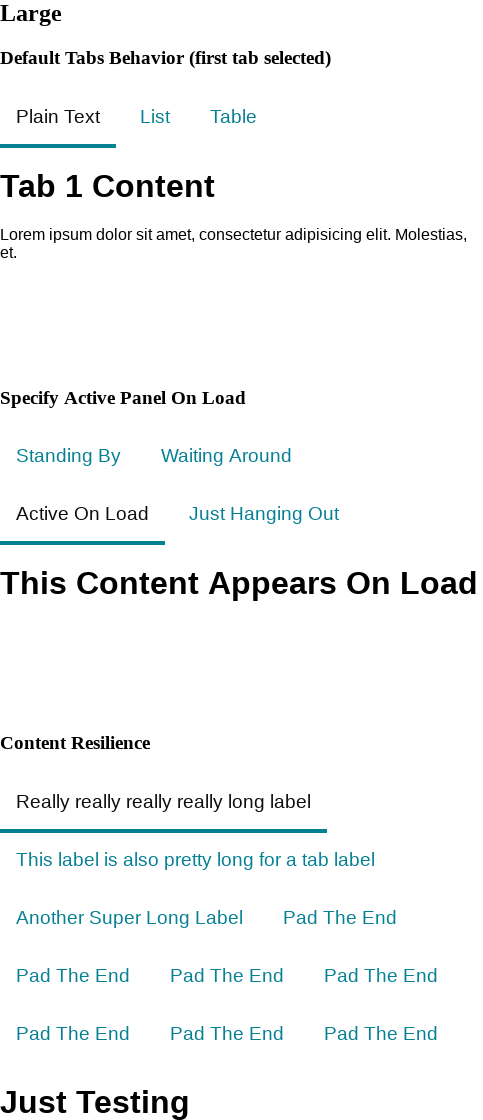 Large
Default Tabs Behavior (first tab selected)
Plain Text List Table
Tab 1 Content
Lorem ipsum dolor sit amet, consectetur adipisicing elit. Molestias,
et.
Specify Active Panel On Load
Standing By Waiting Around
Active On Load Just Hanging Out
This Content Appears On Load
Content Resilience
Really really really really long label
This label is also pretty long for a tab label
Another Super Long Label Pad The End
Pad The End Pad The End Pad The End
Pad The End Pad The End Pad The End
Just Testing